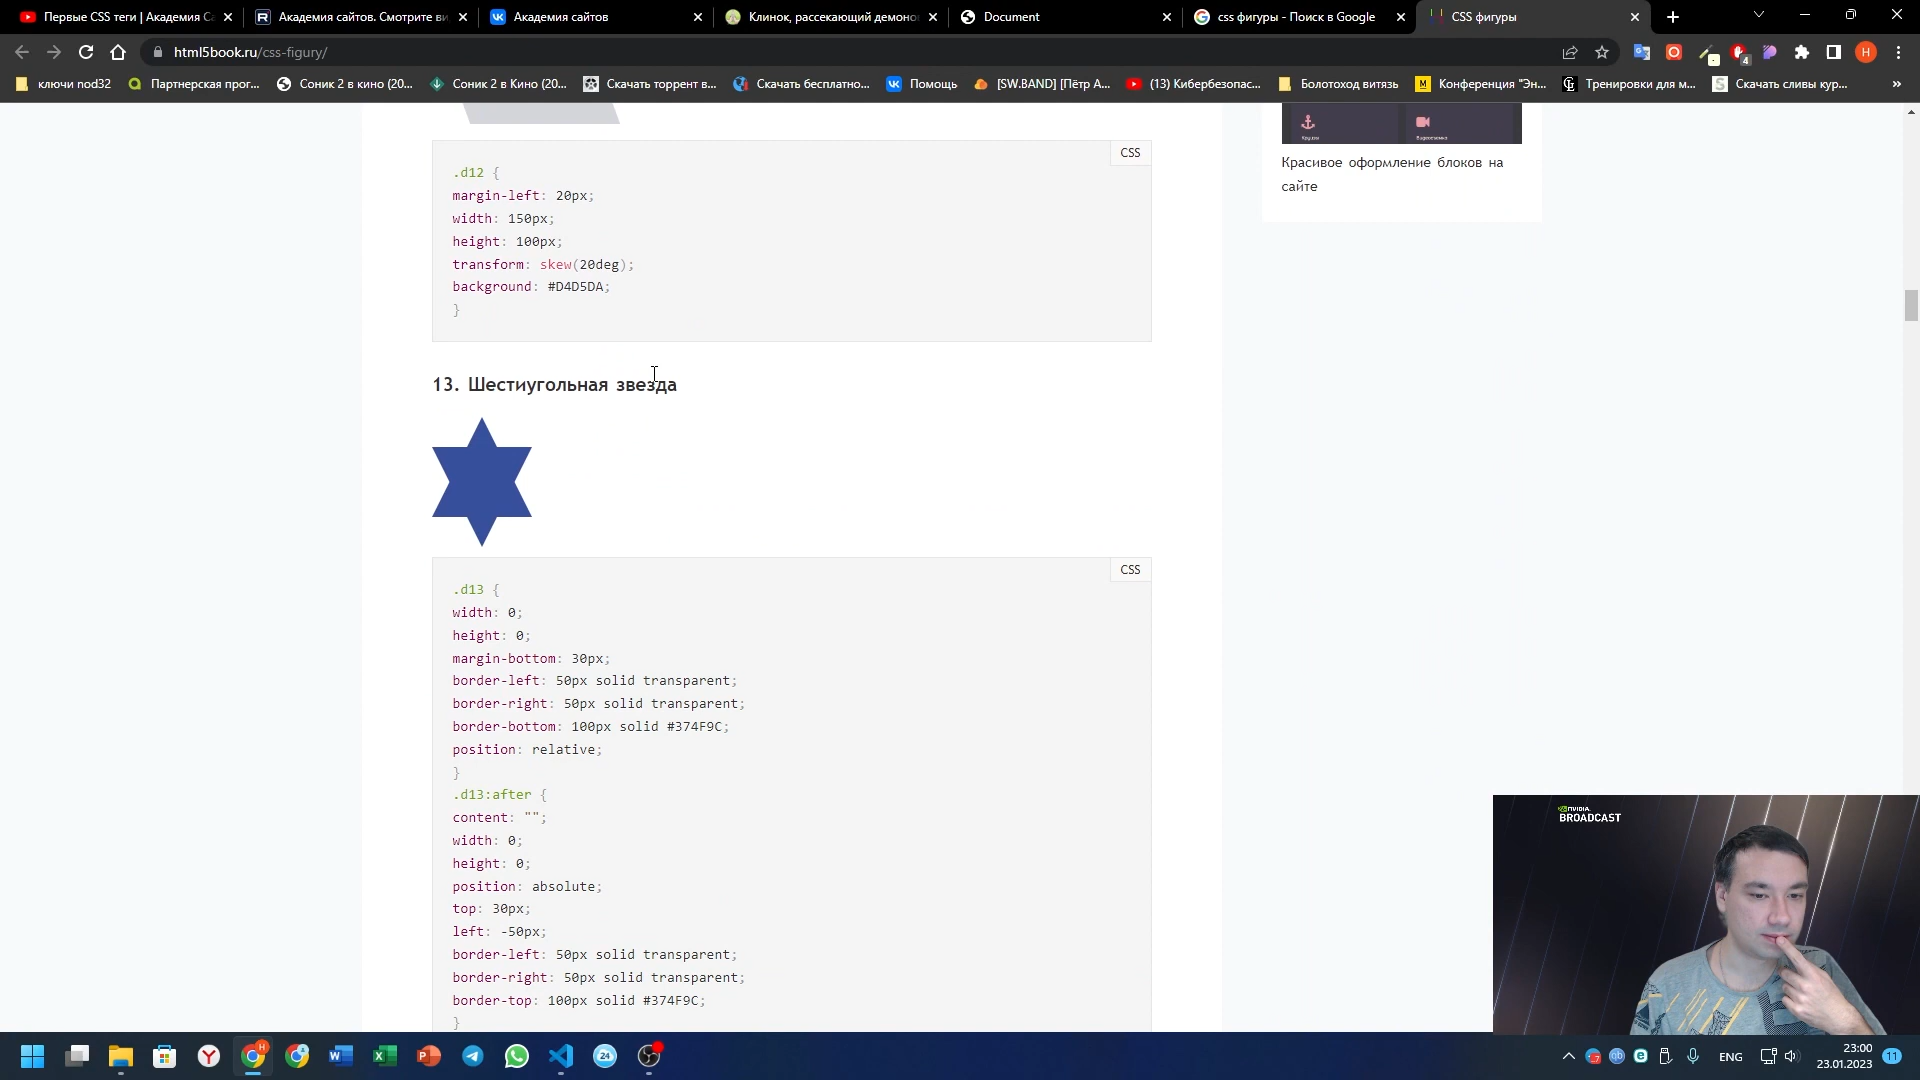 Первые CSS теги | Академия Са
Академия сайтов. Смотрите ви
Академия сайтов
Клинок, рассекающий демоно
Document
css фигуры - Поиск в Google
CSS фигуры
html5book.ru/css-figury/
4
H
ключи nod32
Партнерская прог...
Соник 2 в кино (20...
Соник 2 в Кино (20...
Скачать торрент в...
Скачать бесплатно...
Помощь
[SW.BAND] [Пётр А...
(13) Кибербезопас...
Болотоход витязь
Конференция "Эн...
Тренировки для м...
Скачать сливы кур...
»
CSS
.d12 {
margin-left: 20px;
width: 150px;
height: 100px;
transform: skew(20deg);
background: #D4D5DA;
}
Красивое оформление блоков на
сайте
13. Шестиугольная звезда
CSS
.d13 {
width: 0;
height: 0;
margin-bottom: 30px;
border-left: 50px solid transparent;
border-right: 50px solid transparent;
border-bottom: 100px solid #374F9C;
position: relative;
}
.d13:after {
content: "";
width: 0;
height: 0;
position: absolute;
top: 30px;
left: -50px;
border-left: 50px solid transparent;
border-right: 50px solid transparent;
border-top: 100px solid #374F9C;
}
NVIDIA
BROADCAST
24
ENG
23:00
23.01.2023
11